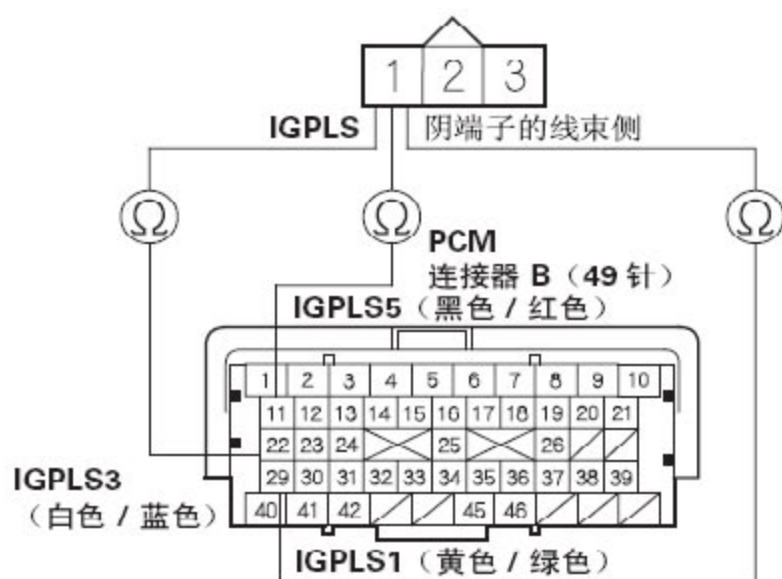 1 2 3
IGPLS
阴端子的线束侧
Ω Ω Ω
PCM
连接器 B（49 针）
IGPLS5（黑色 / 红色）
1 2 3 4 5 6 7 8 9 10
11 12 13 14 15 16 17 18 19 20 21
22 23 24 25 26
29 30 31 32 33 34 35 36 37 38 39
40 41 42 45 46
IGPLS3
（白色 / 蓝色）
IGPLS1（黄色 / 绿色）